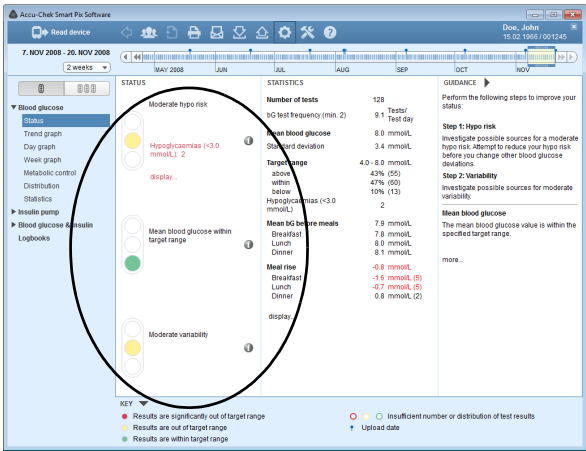 Accu-Chek Smart Pix Software
Read device
Doe, John
15.02.1968 / 001245
7. NOV 2008 - 20. NOV 2008
2 weeks
MAY 2008 JUN JUL AUG SEP OCT NOV
Blood glucose
Status
Trend graph
Day graph
Week graph
Metabolic control
Distribution
Statistics
Insulin pump
Blood glucose & insulin
Logbooks
STATUS
Moderate hypo risk
Hypoglycaemias (<3.0
mmol/L): 2
display...
Mean blood glucose within
target range
Moderate variability
STATISTICS
Number of tests 128
bG test frequency (min. 2) 9.1 Tests/
Test day
Mean blood glucose 8.0 mmol/L
Standard deviation 3.4 mmol/L
Target range 4.0 - 8.0 mmol/L
above 43% (55)
within 47% (60)
below 10% (13)
Hypoglycaemias (<3.0
mmol/L) 2
Mean bG before meals 7.9 mmol/L
Breakfast 7.8 mmol/L
Lunch 8.0 mmol/L
Dinner 8.1 mmol/L
Meal rise -0.8 mmol/L
Breakfast -1.6 mmol/L (5)
Lunch -0.7 mmol/L (6)
Dinner 0.8 mmol/L (2)
display...
GUIDANCE
Perform the following steps to improve your
status:
Step 1: Hypo risk
Investigate possible sources for a moderate
hypo risk. Attempt to reduce your hypo risk
before you change other blood glucose
deviations.
Step 2: Variability
Investigate possible sources for moderate
variability.
Mean blood glucose
The mean blood glucose value is within the
specified target range.
more...
KEY
Results are significantly out of target range
Results are out of target range
Results are within target range
Insufficient number or distribution of test results
Upload date